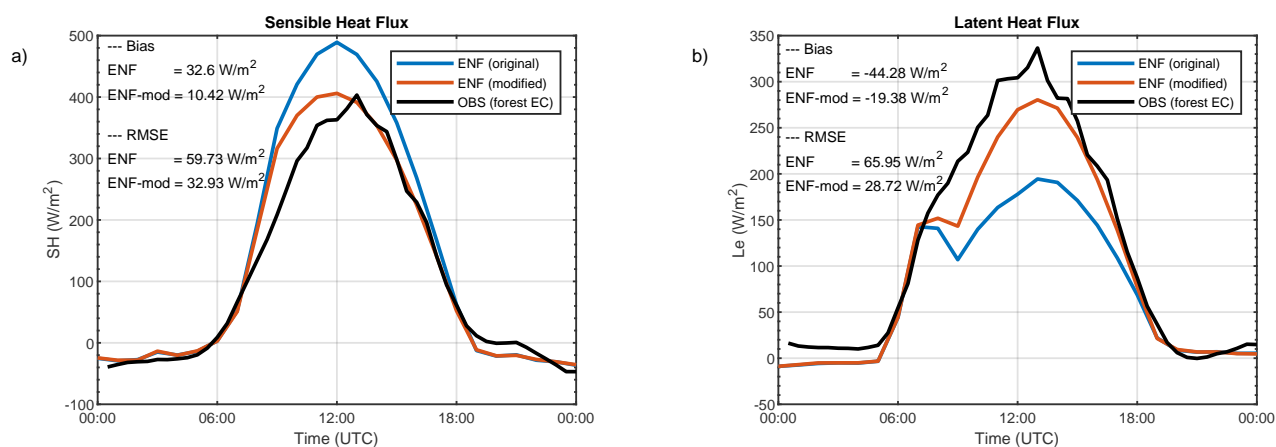 a)
Sensible Heat Flux
--- Bias
ENF = 32.6 W/m²
ENF-mod = 10.42 W/m²
--- RMSE
ENF = 59.73 W/m²
ENF-mod = 32.93 W/m²
ENF (original)
ENF (modified)
OBS (forest EC)
SH (W/m²)
500
400
300
200
100
0
-100
00:00 06:00 12:00 18:00 00:00
Time (UTC)
b)
Latent Heat Flux
--- Bias
ENF = -44.28 W/m²
ENF-mod = -19.38 W/m²
--- RMSE
ENF = 65.95 W/m²
ENF-mod = 28.72 W/m²
ENF (original)
ENF (modified)
OBS (forest EC)
Le (W/m²)
350
300
250
200
150
100
50
0
-50
00:00 06:00 12:00 18:00 00:00
Time (UTC)